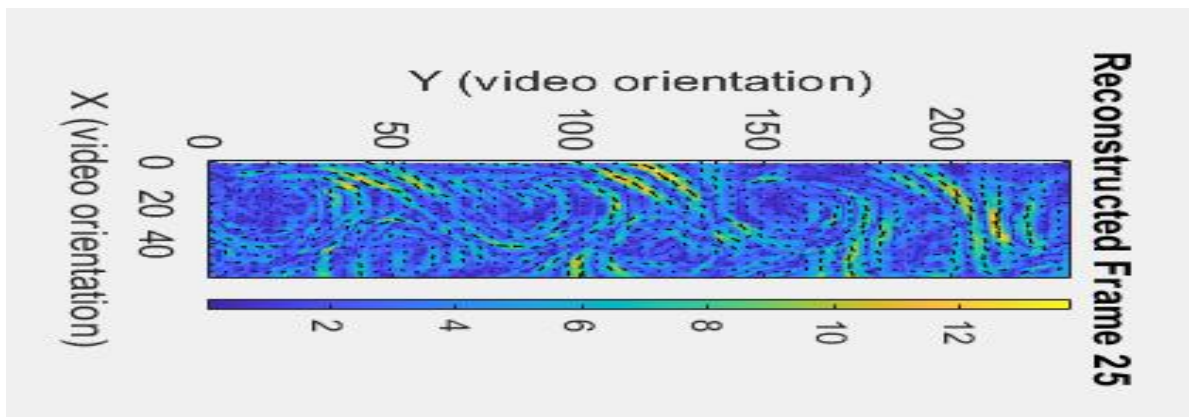 Reconstructed Frame 25
Y (video orientation)
0 50 100 150 200
X (video orientation)
0 20 40
2 4 6 8 10 12